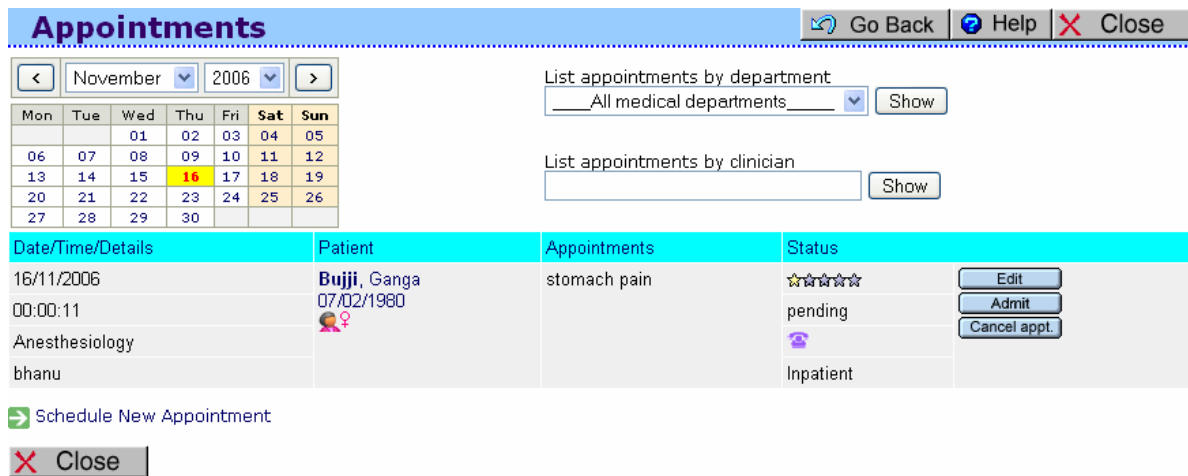 Appointments
Go Back Help Close
< November 2006 >
Mon Tue Wed Thu Fri Sat Sun
01 02 03 04 05
06 07 08 09 10 11 12
13 14 15 16 17 18 19
20 21 22 23 24 25 26
27 28 29 30
List appointments by department
____All medical departments_____ Show
List appointments by clinician
Show
Date/Time/Details Patient Appointments Status
16/11/2006 Bujji, Ganga stomach pain Edit
00:00:11 07/02/1980 pending Admit
Anesthesiology Cancel appt.
bhanu Inpatient
Schedule New Appointment
Close